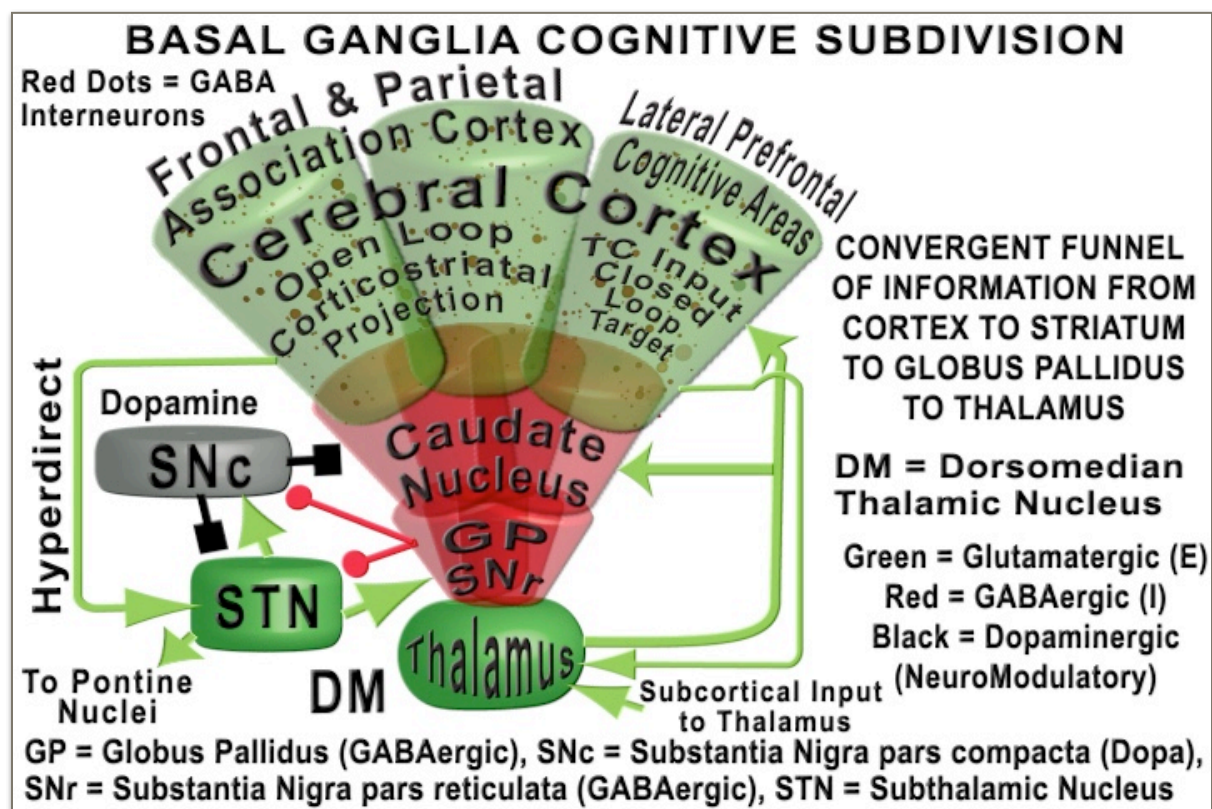 BASAL GANGLIA COGNITIVE SUBDIVISION
Red Dots = GABA
Interneurons
Frontal & Parietal
Association Cortex
Lateral Prefrontal
Cognitive Areas
Cerebral Cortex
Open Loop
Corticostriatal
Projection
TC Input
Closed
Loop
Target
CONVERGENT FUNNEL
OF INFORMATION FROM
CORTEX TO STRIATUM
TO GLOBUS PALLIDUS
TO THALAMUS
Hyperdirect
Dopamine
SNc
Caudate
Nucleus
GP
SNr
STN
Thalamus
DM
To Pontine
Nuclei
Subcortical Input
to Thalamus
DM = Dorsomedian
Thalamic Nucleus
Green = Glutamatergic (E)
Red = GABAergic (I)
Black = Dopaminergic
(NeuroModulatory)
GP = Globus Pallidus (GABAergic), SNc = Substantia Nigra pars compacta (Dopa),
SNr = Substantia Nigra pars reticulata (GABAergic), STN = Subthalamic Nucleus